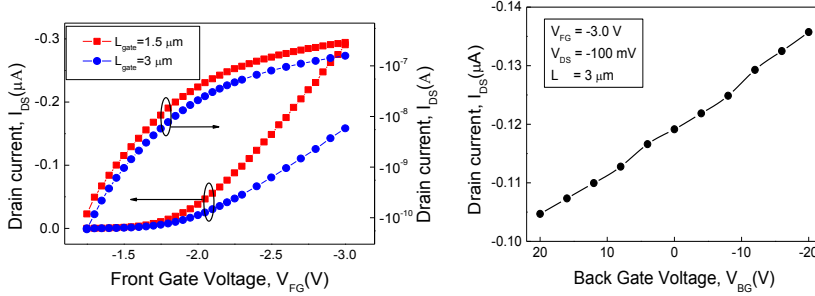 L_gate=1.5 μm
L_gate=3 μm
Drain current, I_DS(μA)
-0.3
-0.2
-0.1
0.0
-1.5
-2.0
-2.5
-3.0
Front Gate Voltage, V_FG(V)
-10⁻⁷
-10⁻⁸
-10⁻⁹
-10⁻¹⁰
Drain current, I_DS(A)
V_FG = -3.0 V
V_DS = -100 mV
L = 3 μm
Drain current, I_DS(μA)
-0.14
-0.13
-0.12
-0.11
-0.10
20
10
0
-10
-20
Back Gate Voltage, V_BG(V)